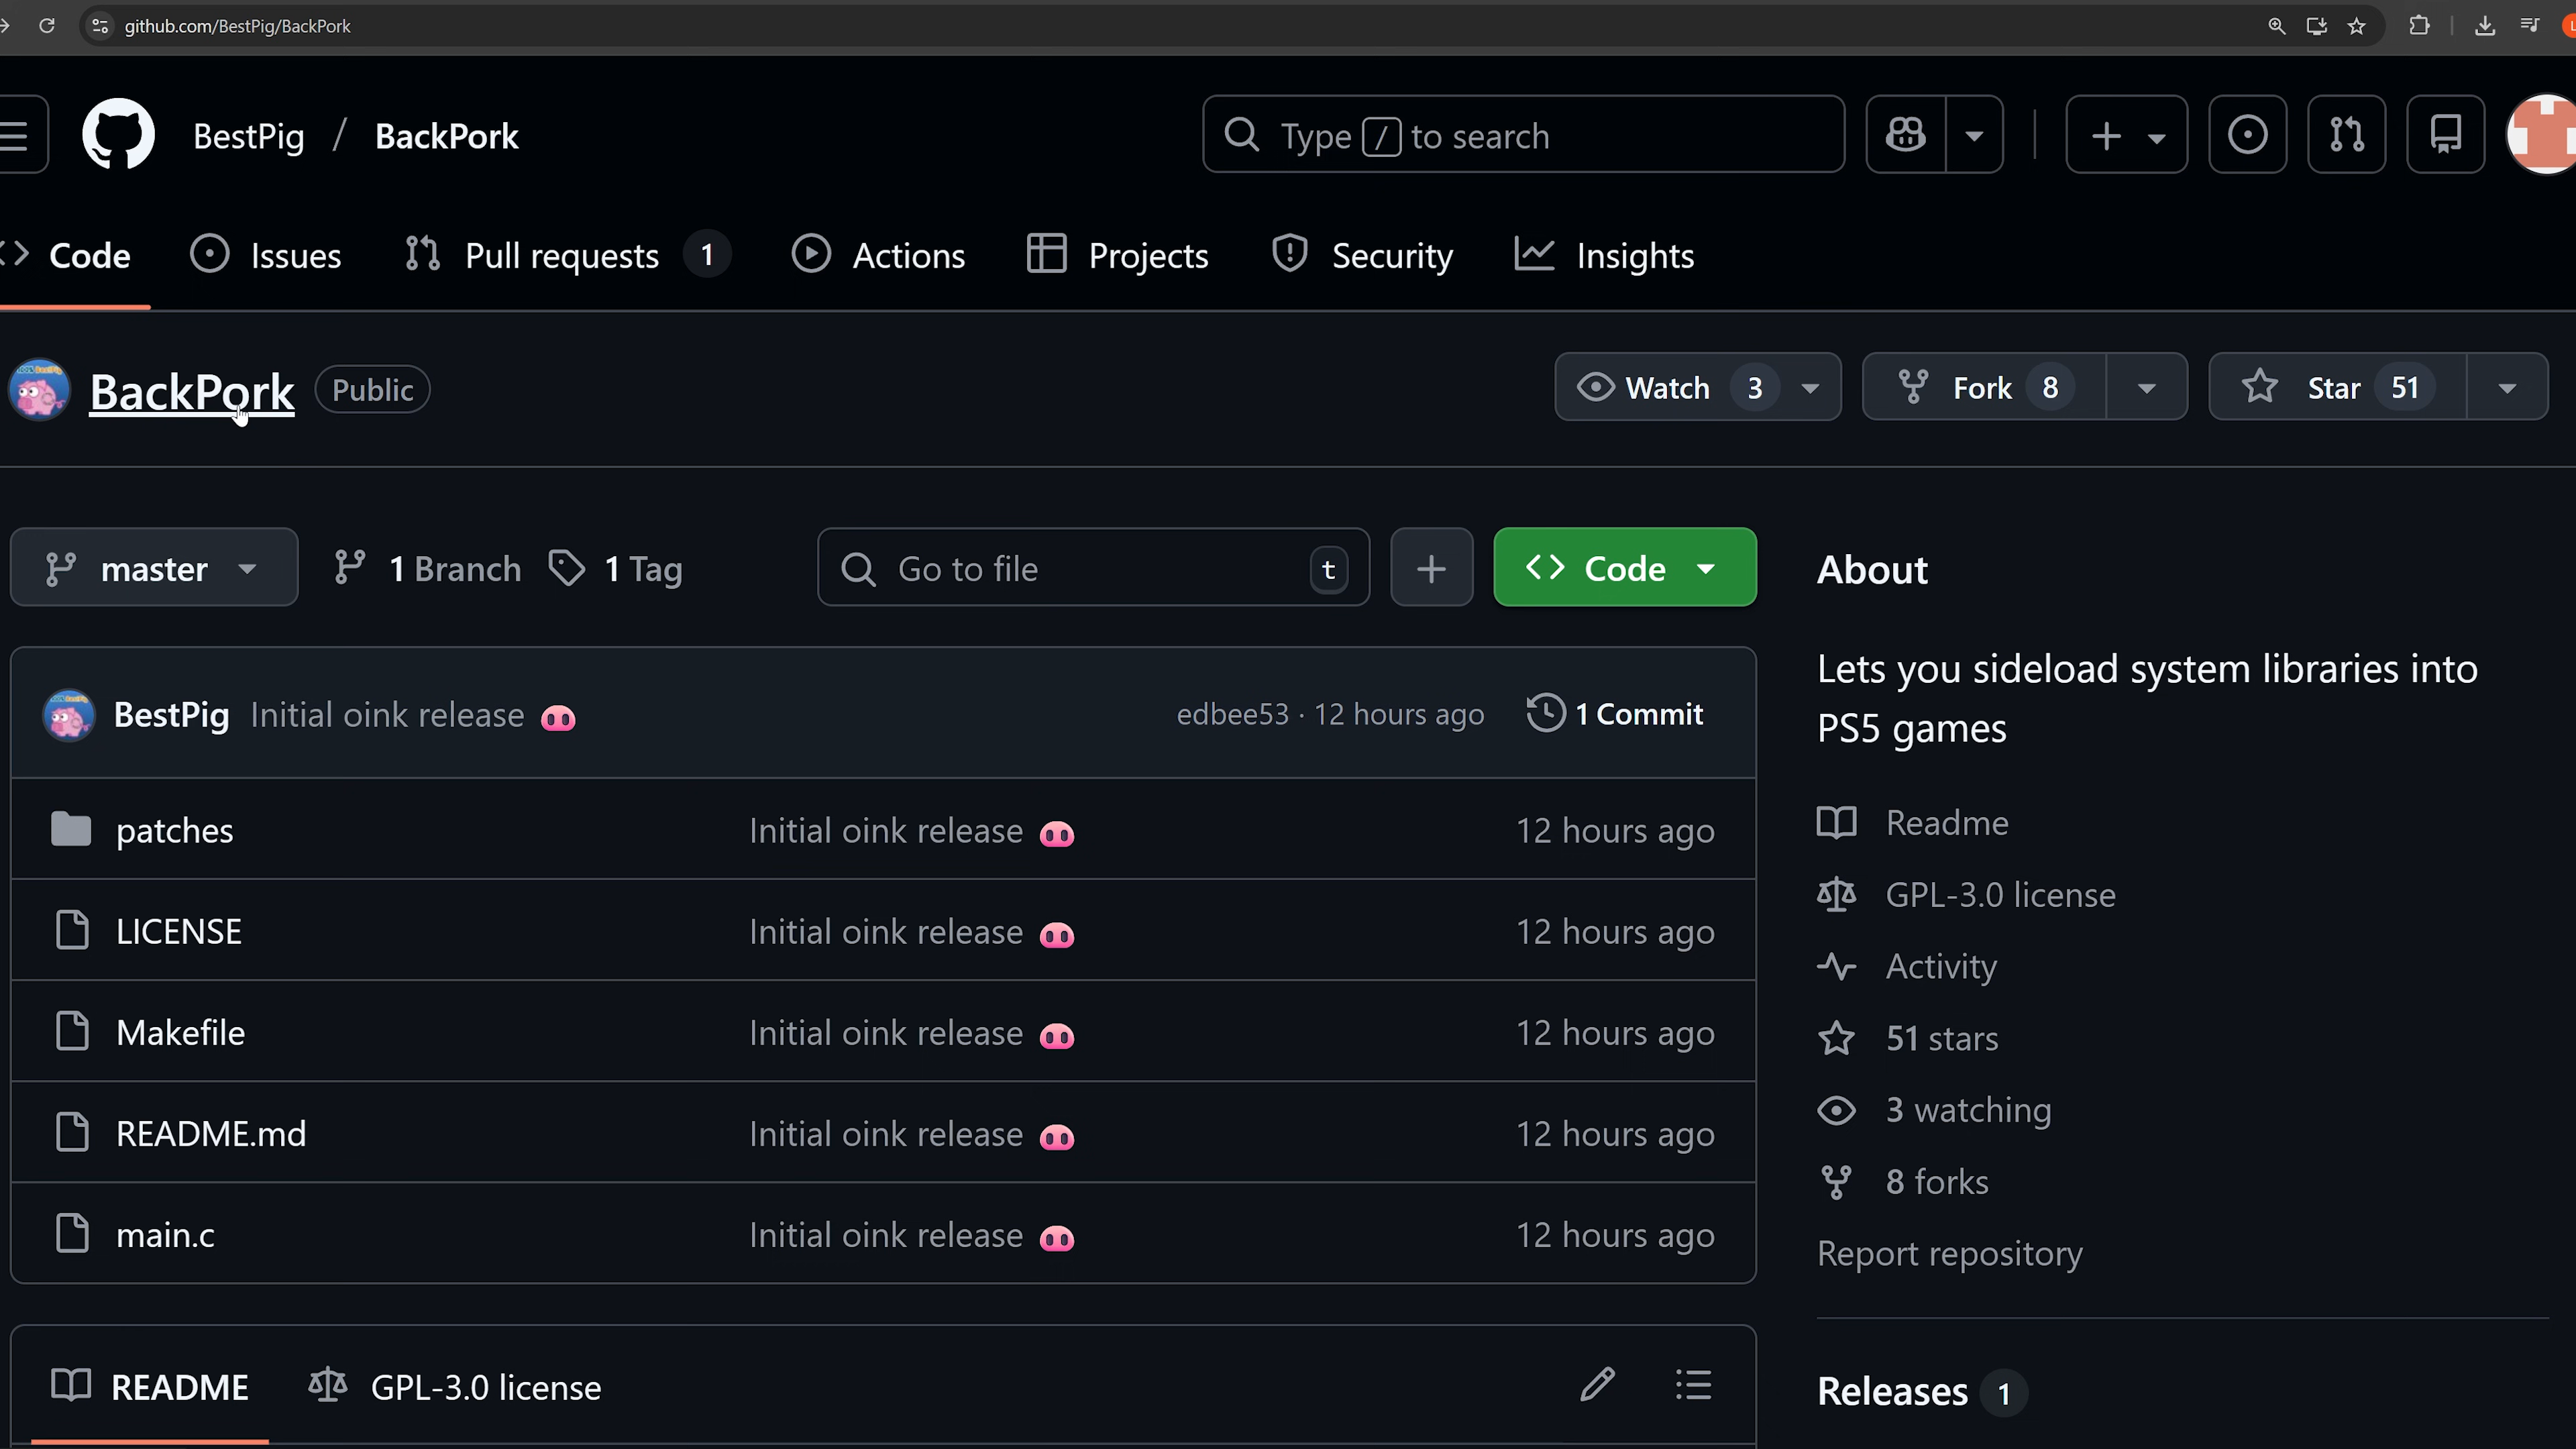 github.com/BestPig/BackPork
BestPig / BackPork
Type / to search
Code Issues Pull requests 1 Actions Projects Security Insights
BackPork Public
Watch 3 Fork 8 Star 51
master 1 Branch 1 Tag Go to file t + Code
BestPig Initial oink release edbee53 · 12 hours ago 1 Commit
patches Initial oink release 12 hours ago
LICENSE Initial oink release 12 hours ago
Makefile Initial oink release 12 hours ago
README.md Initial oink release 12 hours ago
main.c Initial oink release 12 hours ago
README GPL-3.0 license
About
Lets you sideload system libraries into
PS5 games
Readme
GPL-3.0 license
Activity
51 stars
3 watching
8 forks
Report repository
Releases 1